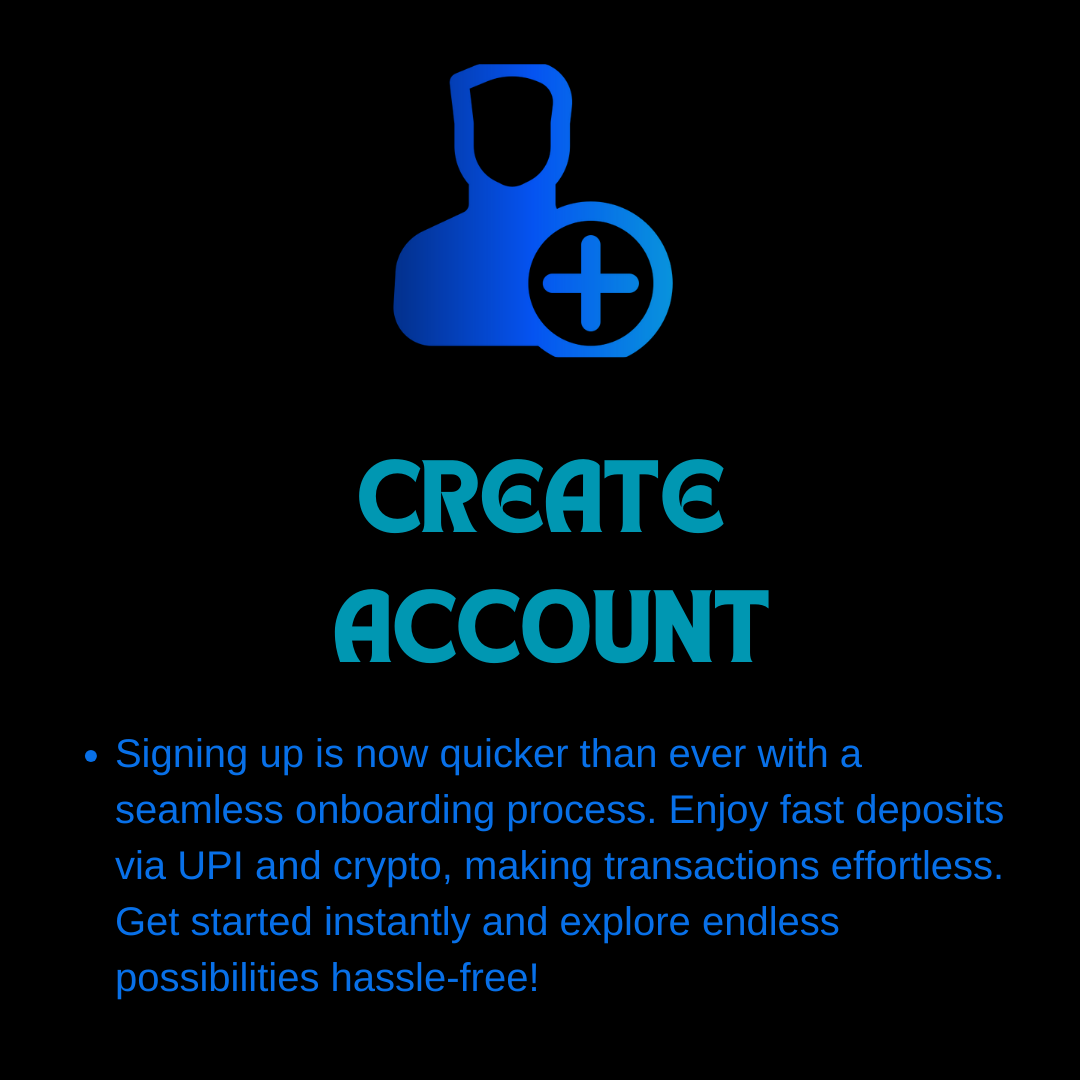 CREATE
ACCOUNT
• Signing up is now quicker than ever with a
seamless onboarding process. Enjoy fast deposits
via UPI and crypto, making transactions effortless.
Get started instantly and explore endless
possibilities hassle-free!